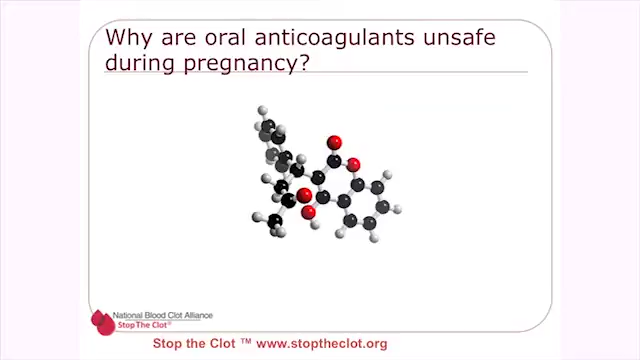 Why are oral anticoagulants unsafe
during pregnancy?
National Blood Clot Alliance
Stop The Clot®
Stop the Clot ™ www.stoptheclot.org